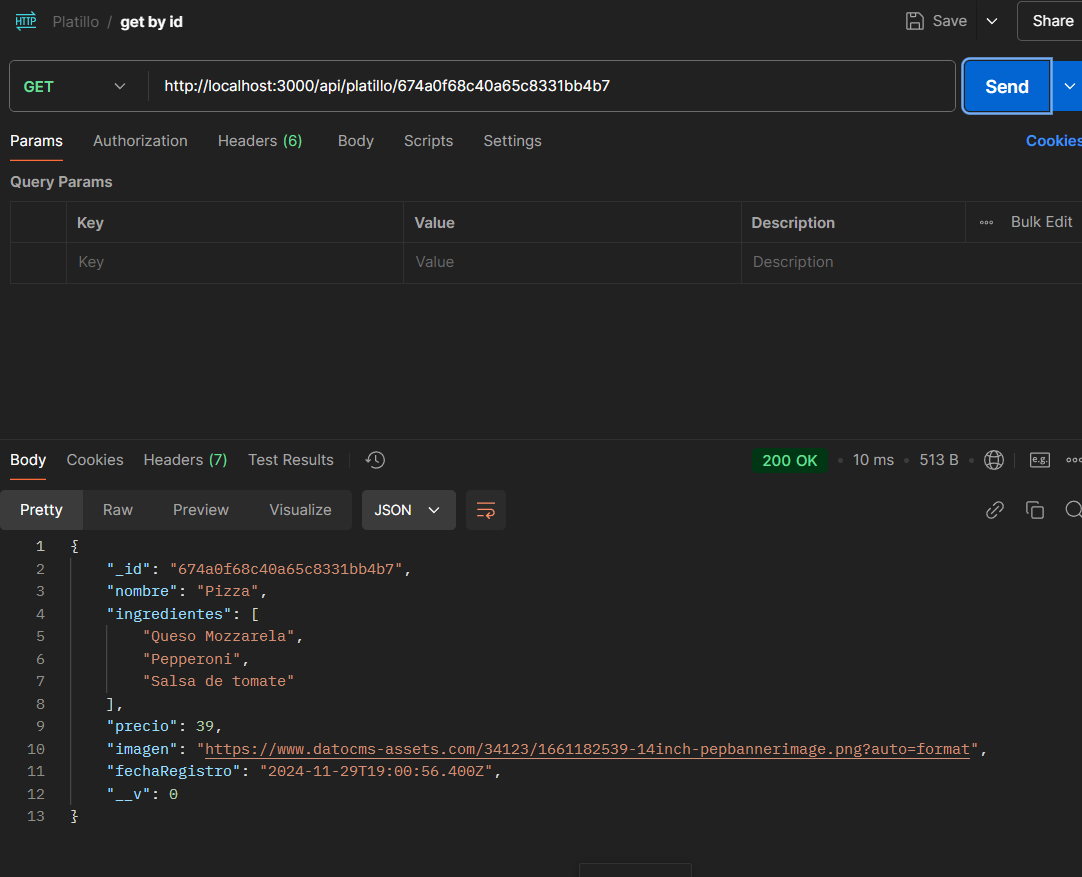 HTTP Platillo / get by id Save Share
GET http://localhost:3000/api/platillo/674a0f68c40a65c8331bb4b7 Send
Params Authorization Headers (6) Body Scripts Settings Cookies
Query Params
Key Value Description Bulk Edit
Key Value Description
Body Cookies Headers (7) Test Results 200 OK 10 ms 513 B e.g.
Pretty Raw Preview Visualize JSON
1 {
2 "_id": "674a0f68c40a65c8331bb4b7",
3 "nombre": "Pizza",
4 "ingredientes": [
5 "Queso Mozzarela",
6 "Pepperoni",
7 "Salsa de tomate"
8 ],
9 "precio": 39,
10 "imagen": "https://www.datocms-assets.com/34123/1661182539-14inch-pepbannerimage.png?auto=format",
11 "fechaRegistro": "2024-11-29T19:00:56.400Z",
12 "__v": 0
13 }